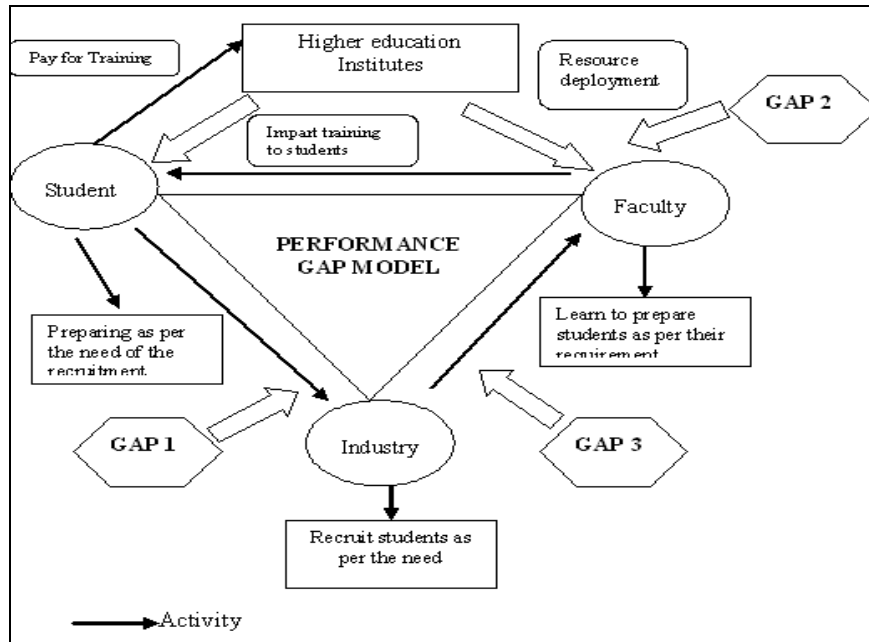 Higher education
Institutes
Pay for Training
Resource
deployment
GAP 2
Impart training
to students
Student
Faculty
PERFORMANCE
GAP MODEL
Preparing as per
the need of the
recruitment
Learn to prepare
students as per their
requirement
GAP 1
Industry
GAP 3
Recruit students as
per the need
Activity